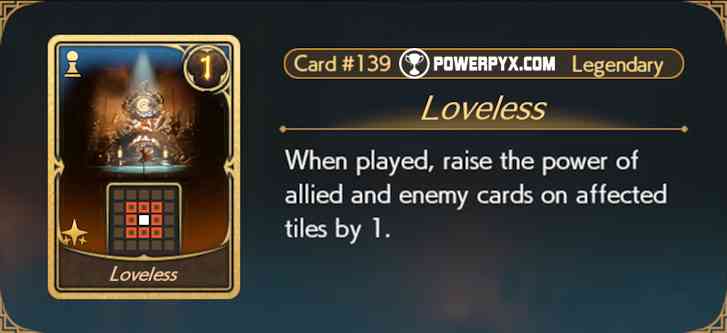 1
Loveless
Card #139 POWERPYX.COM Legendary
Loveless
When played, raise the power of
allied and enemy cards on affected
tiles by 1.